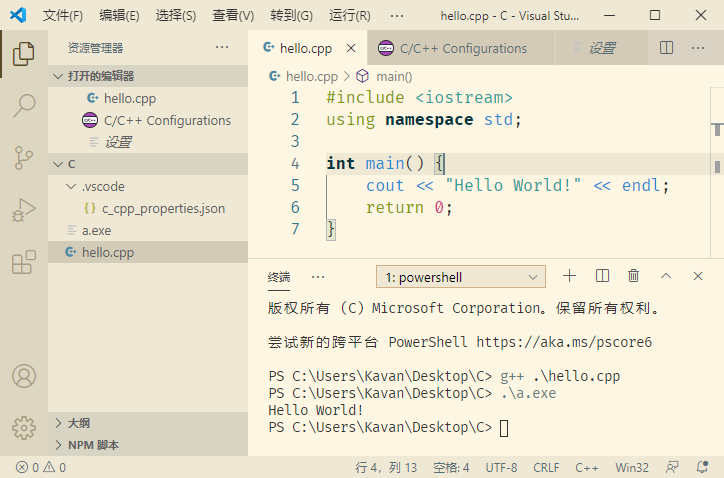 文件(F) 编辑(E) 选择(S) 查看(V) 转到(G) 运行(R) ··· hello.cpp - C - Visual Stu...
资源管理器 ···
打开的编辑器
hello.cpp
C/C++ Configurations
设置
C
.vscode
{ } c_cpp_properties.json
a.exe
hello.cpp
大纲
NPM 脚本
hello.cpp C/C++ Configurations 设置 ···
hello.cpp > main()
1 #include <iostream>
2 using namespace std;
3
4 int main() {
5 cout << "Hello World!" << endl;
6 return 0;
7 }
终端 ··· 1: powershell
版权所有 (C) Microsoft Corporation。保留所有权利。
尝试新的跨平台 PowerShell https://aka.ms/pscore6
PS C:\Users\Kavan\Desktop\C> g++ .\hello.cpp
PS C:\Users\Kavan\Desktop\C> .\a.exe
Hello World!
PS C:\Users\Kavan\Desktop\C>
0 0 行 4，列 13 空格: 4 UTF-8 CRLF C++ Win32